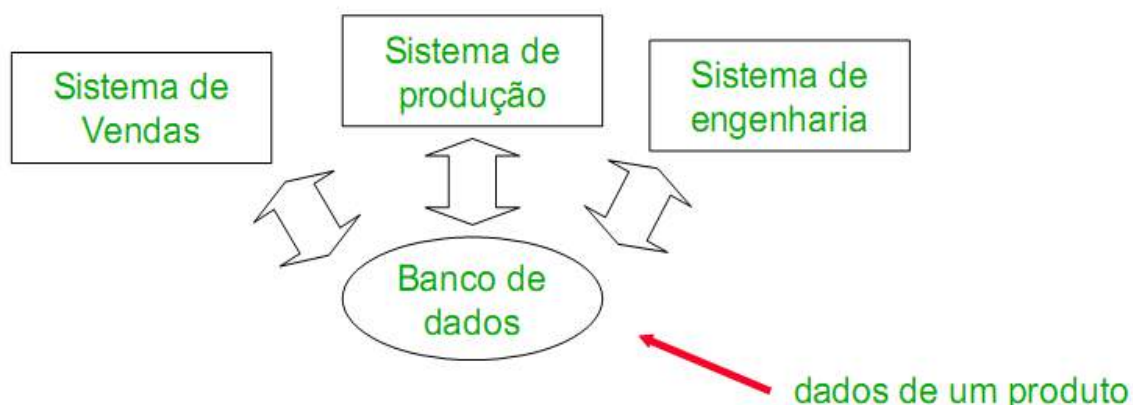 Sistema de
Vendas
Sistema de
produção
Sistema de
engenharia
Banco de
dados
dados de um produto